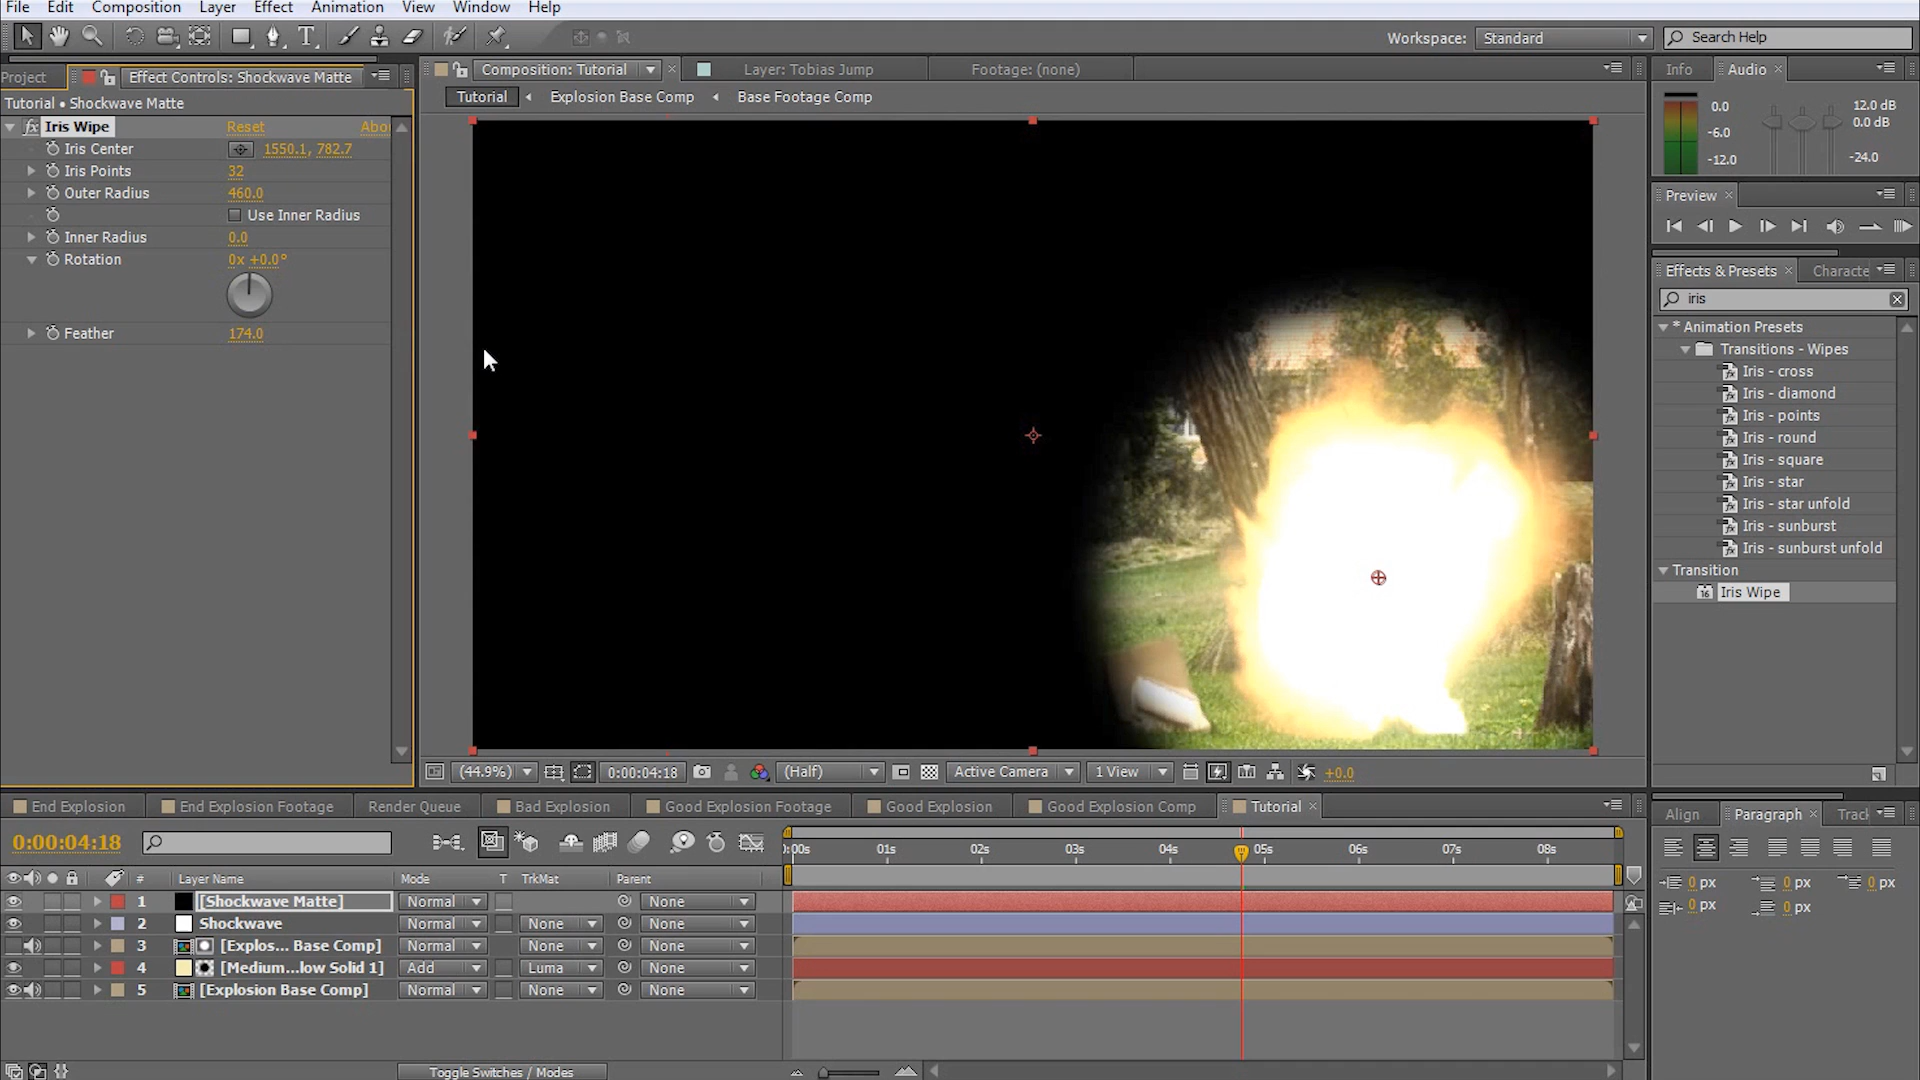 File Edit Composition Layer Effect Animation View Window Help
Workspace: Standard Search Help
Project Effect Controls: Shockwave Matte
Composition: Tutorial Layer: Tobias Jump Footage: (none)
Info Audio
Tutorial • Shockwave Matte
Tutorial Explosion Base Comp Base Footage Comp
Iris Wipe Reset Abo
Iris Center 1550.1, 782.7
Iris Points 32
Outer Radius 460.0
Use Inner Radius
Inner Radius 0.0
Rotation 0x +0.0°
Feather 174.0
0.0 12.0 dB
-6.0 0.0 dB
-12.0 -24.0
Preview
Effects & Presets Characte
iris
* Animation Presets
Transitions - Wipes
Iris - cross
Iris - diamond
Iris - points
Iris - round
Iris - square
Iris - star
Iris - star unfold
Iris - sunburst
Iris - sunburst unfold
Transition
16 Iris Wipe
(44.9%) 0:00:04:18 (Half) Active Camera 1 View +0.0
End Explosion End Explosion Footage Render Queue Bad Explosion Good Explosion Footage Good Explosion Good Explosion Comp Tutorial
0:00:04:18
:00s 01s 02s 03s 04s 05s 06s 07s 08s
# Layer Name Mode T TrkMat Parent
1 [Shockwave Matte] Normal None
2 Shockwave Normal None None
3 [Explos... Base Comp] Normal None None
4 [Medium...low Solid 1] Add Luma None
5 [Explosion Base Comp] Normal None None
Toggle Switches / Modes
Align Paragraph Track
0 px 0 px 0 px
0 px 0 px